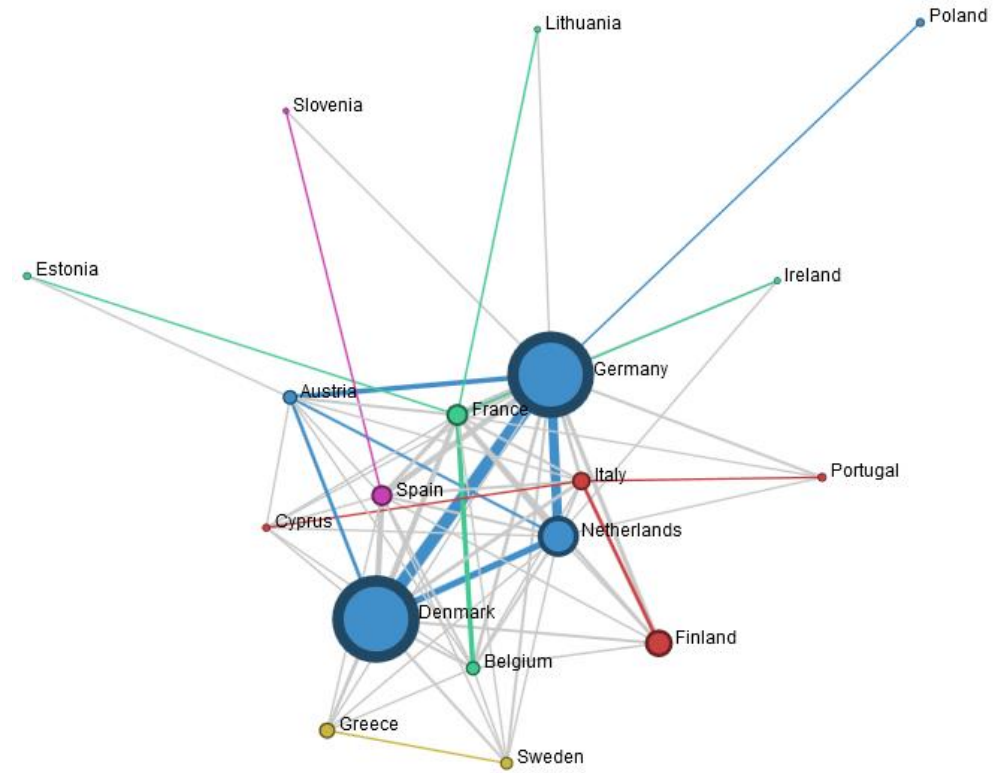 Poland
Lithuania
Slovenia
Estonia
Ireland
Germany
Austria
France
Portugal
Italy
Spain
Cyprus
Netherlands
Denmark
Finland
Belgium
Greece
Sweden